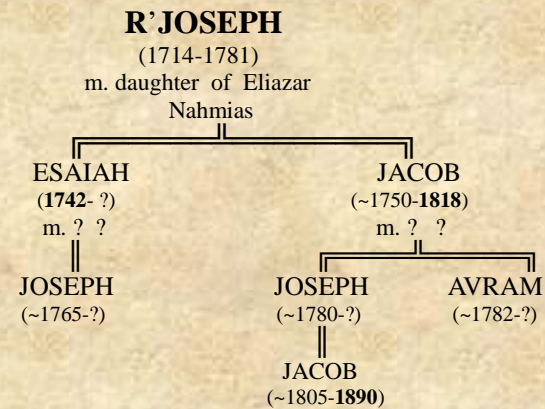 R'JOSEPH
(1714-1781)
m. daughter of Eliazar
Nahmias
ESAIAH JACOB
(1742- ?) (~1750-1818)
m. ? ? m. ? ?
JOSEPH JOSEPH AVRAM
(~1765-?) (~1780-?) (~1782-?)
JACOB
(~1805-1890)